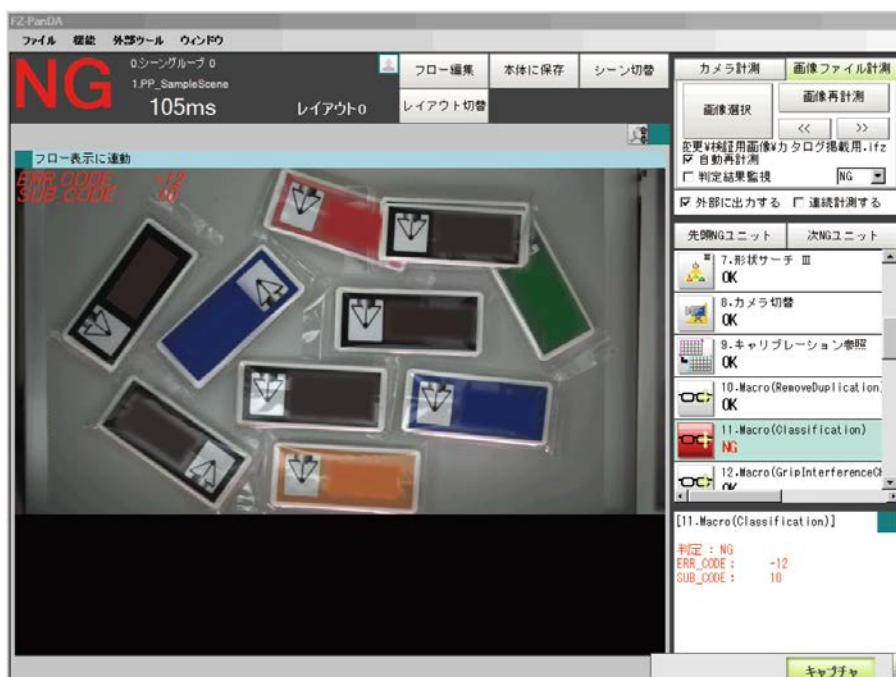 FZ-PanDA
ファイル 機能 外部ツール ウィンドウ
NG
0.シーングループ 0
1.PP_SampleScene
105ms
レイアウト0
フロー編集
本体に保存
シーン切替
レイアウト切替
カメラ計測
画像ファイル計測
画像選択
画像再計測
<<
>>
変更¥検証用画像¥カタログ掲載用.ifz
自動再計測
判定結果監視
NG
外部に出力する
連続計測する
先頭NGユニット
次NGユニット
フロー表示に連動
ERR_CODE : -12
SUB_CODE : 10
7.形状サーチ Ⅲ
OK
8.カメラ切替
OK
9.キャリブレーション参照
OK
10.Macro(RemoveDuplication
OK
11.Macro(Classification)
NG
12.Macro(GripInterferenceCh
OK
[11.Macro(Classification)]
判定 : NG
ERR_CODE : -12
SUB_CODE : 10
キャプチャ